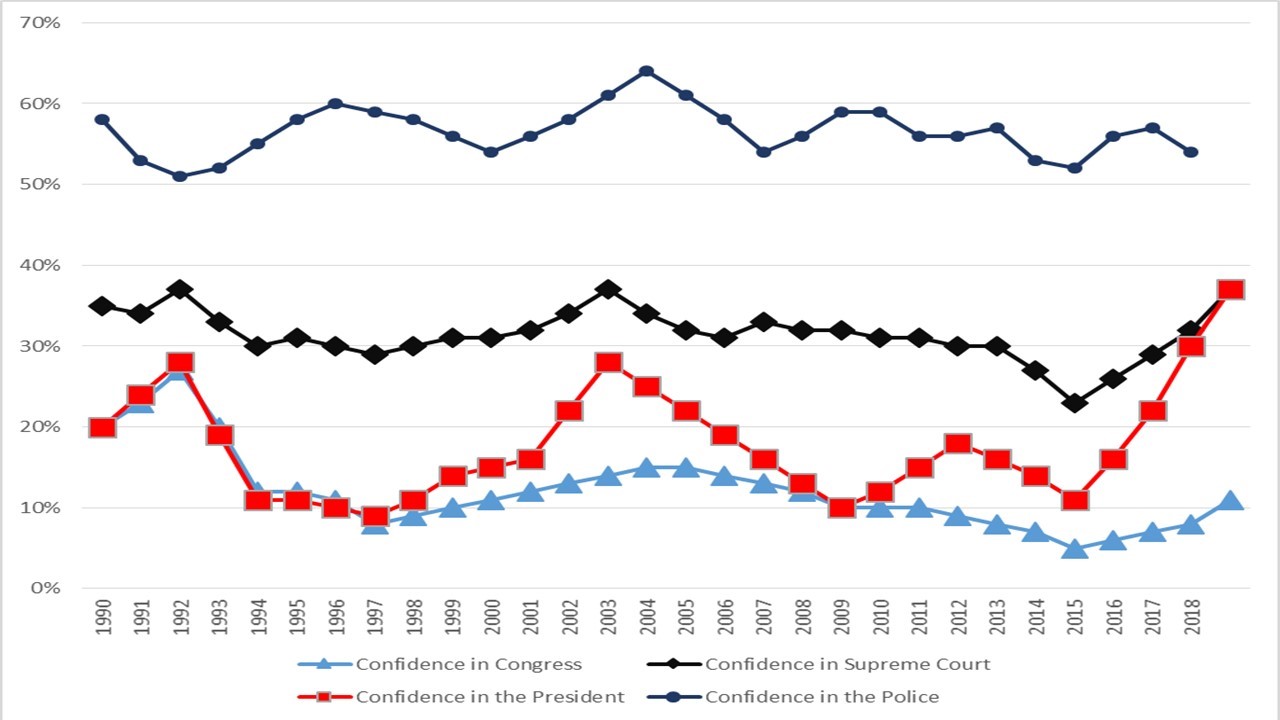 70%
60%
50%
40%
30%
20%
10%
0%
1990 1991 1992 1993 1994 1995 1996 1997 1998 1999 2000 2001 2002 2003 2004 2005 2006 2007 2008 2009 2010 2011 2012 2013 2014 2015 2016 2017 2018
Confidence in Congress Confidence in Supreme Court
Confidence in the President Confidence in the Police